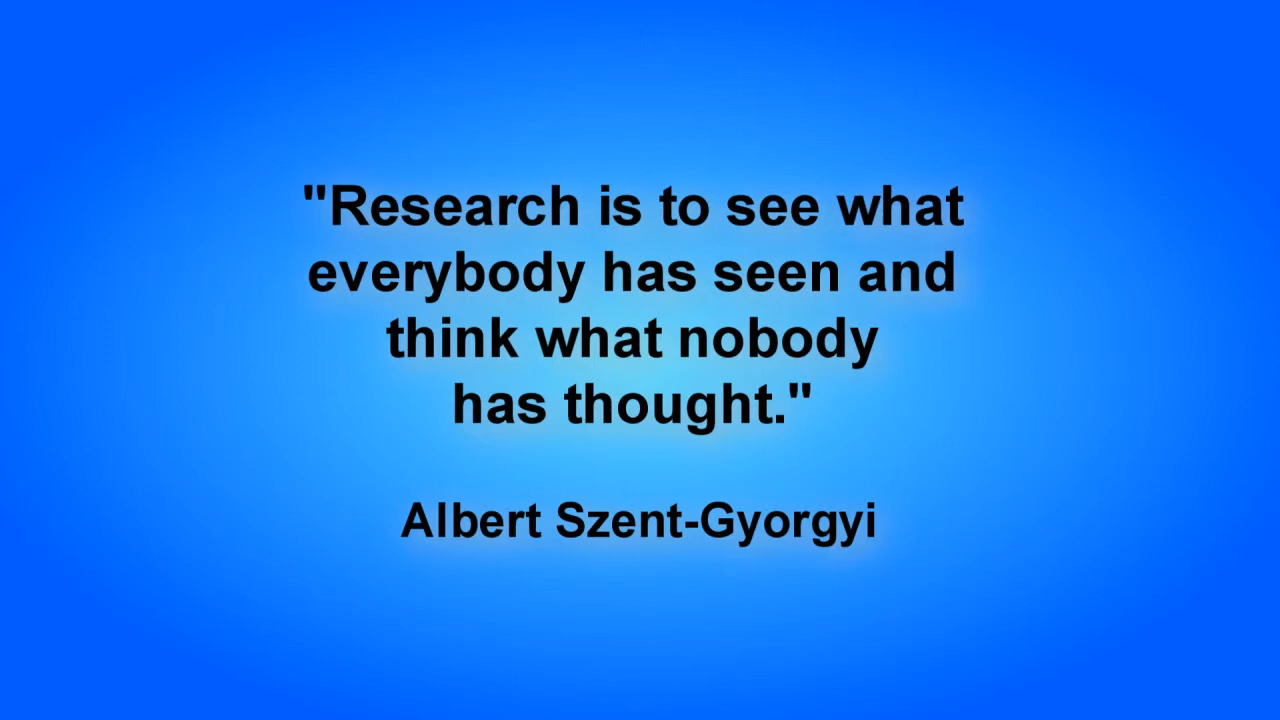 "Research is to see what
everybody has seen and
think what nobody
has thought."
Albert Szent-Gyorgyi